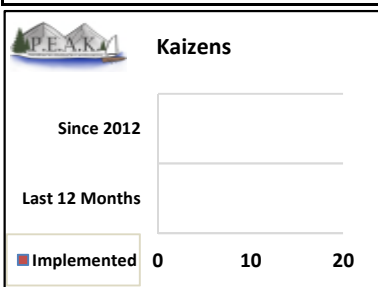 P.E.A.K
Kaizens
Since 2012
Last 12 Months
Implemented
0 10 20